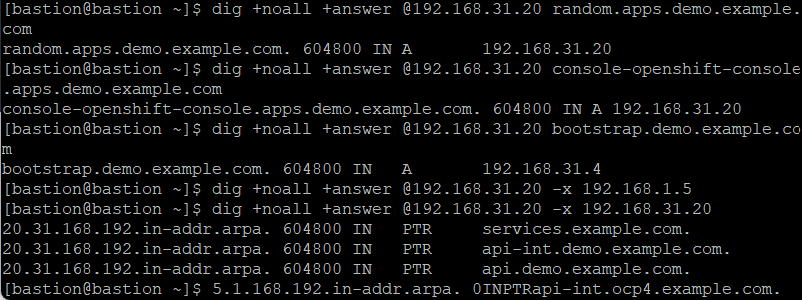 [bastion@bastion ~]$ dig +noall +answer @192.168.31.20 random.apps.demo.example.
com
random.apps.demo.example.com. 604800 IN A      192.168.31.20
[bastion@bastion ~]$ dig +noall +answer @192.168.31.20 console-openshift-console
.apps.demo.example.com
console-openshift-console.apps.demo.example.com. 604800 IN A 192.168.31.20
[bastion@bastion ~]$ dig +noall +answer @192.168.31.20 bootstrap.demo.example.co
m
bootstrap.demo.example.com. 604800 IN   A       192.168.31.4
[bastion@bastion ~]$ dig +noall +answer @192.168.31.20 -x 192.168.1.5
[bastion@bastion ~]$ dig +noall +answer @192.168.31.20 -x 192.168.31.20
20.31.168.192.in-addr.arpa. 604800 IN   PTR     services.example.com.
20.31.168.192.in-addr.arpa. 604800 IN   PTR     api-int.demo.example.com.
20.31.168.192.in-addr.arpa. 604800 IN   PTR     api.demo.example.com.
[bastion@bastion ~]$ 5.1.168.192.in-addr.arpa. 0INPTRapi-int.ocp4.example.com.